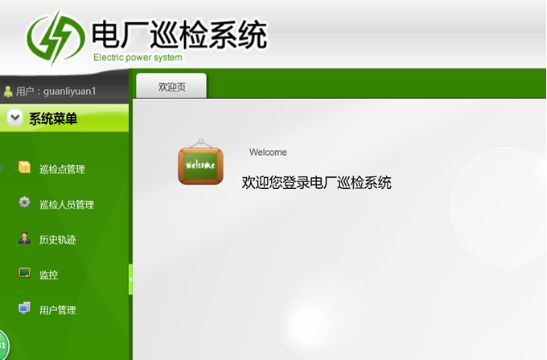 电厂巡检系统
Electric power system
用户：guanliyuan1
欢迎页
系统菜单
巡检点管理
巡检人员管理
历史轨迹
监控
用户管理
Welcome
welcome
欢迎您登录电厂巡检系统